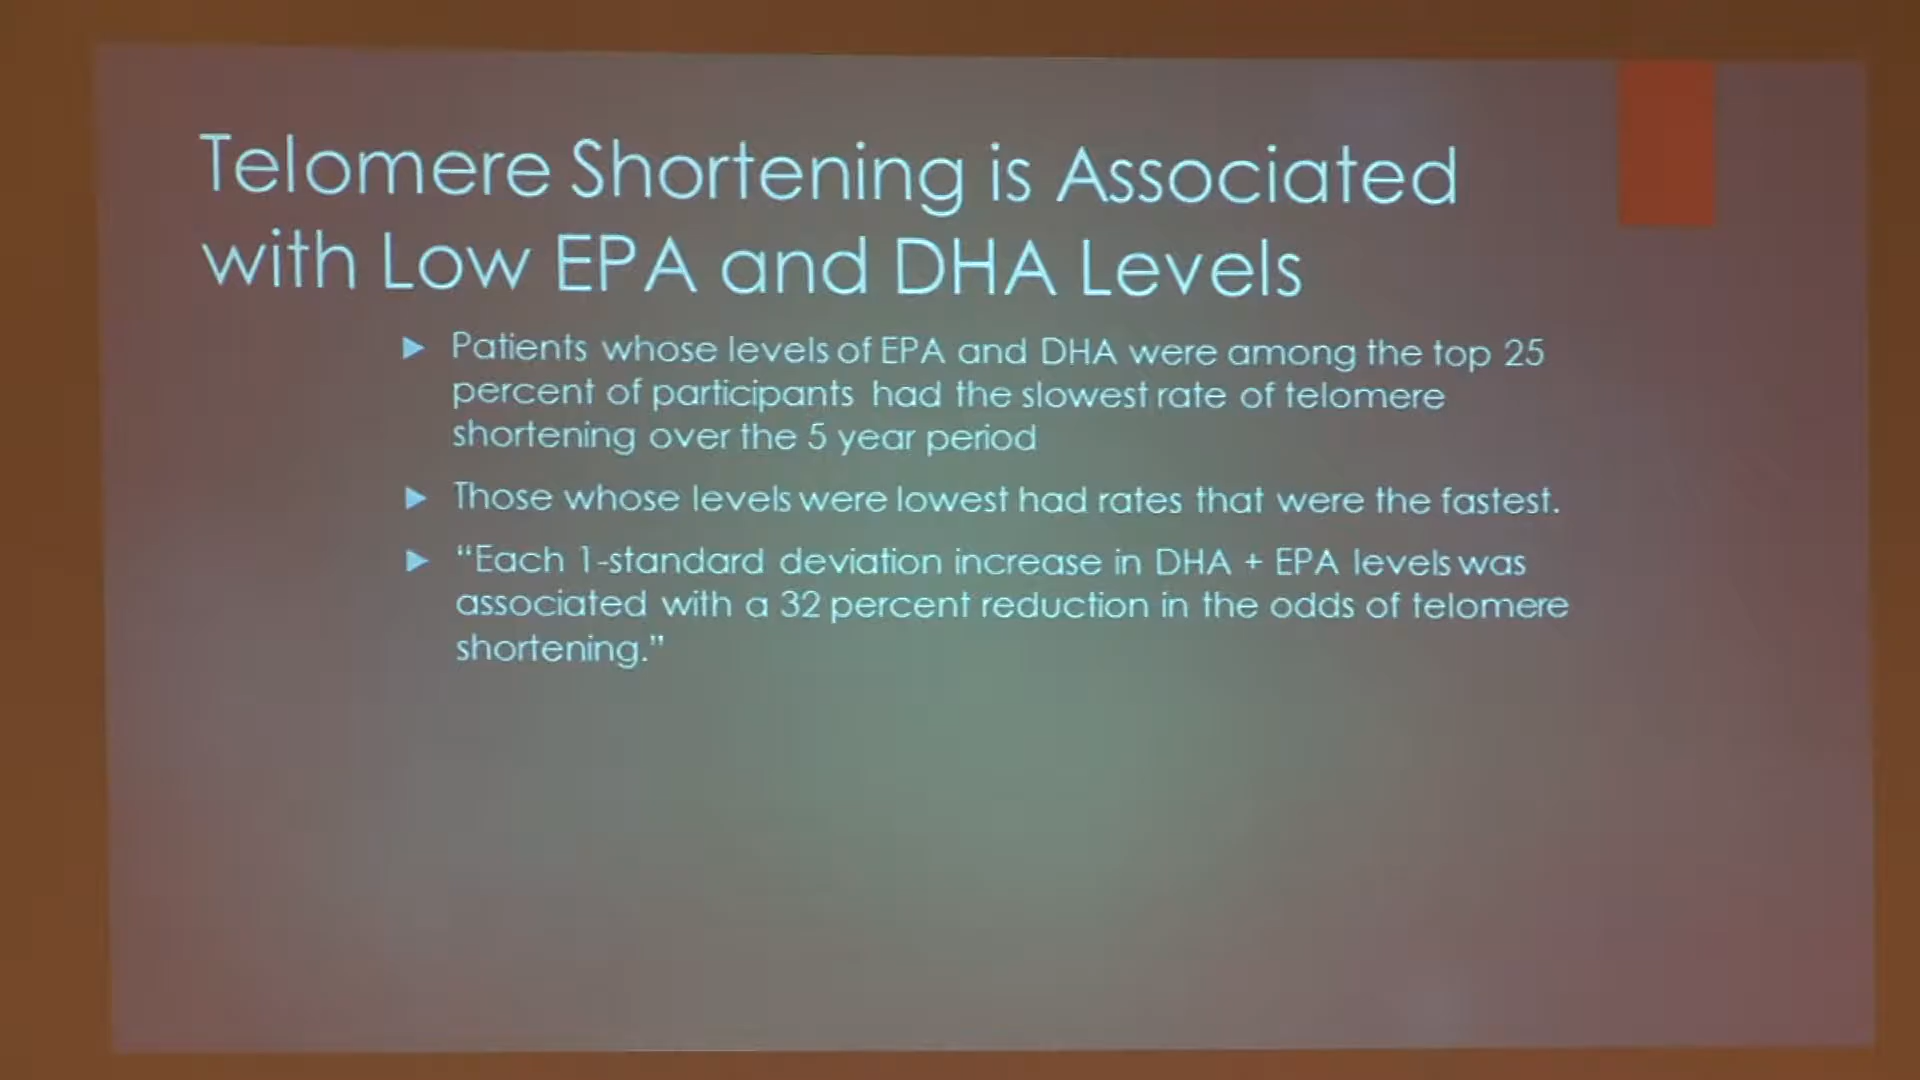 Telomere Shortening is Associated
with Low EPA and DHA Levels
Patients whose levels of EPA and DHA were among the top 25
percent of participants had the slowest rate of telomere
shortening over the 5 year period
Those whose levels were lowest had rates that were the fastest.
“Each 1-standard deviation increase in DHA + EPA levels was
associated with a 32 percent reduction in the odds of telomere
shortening.”